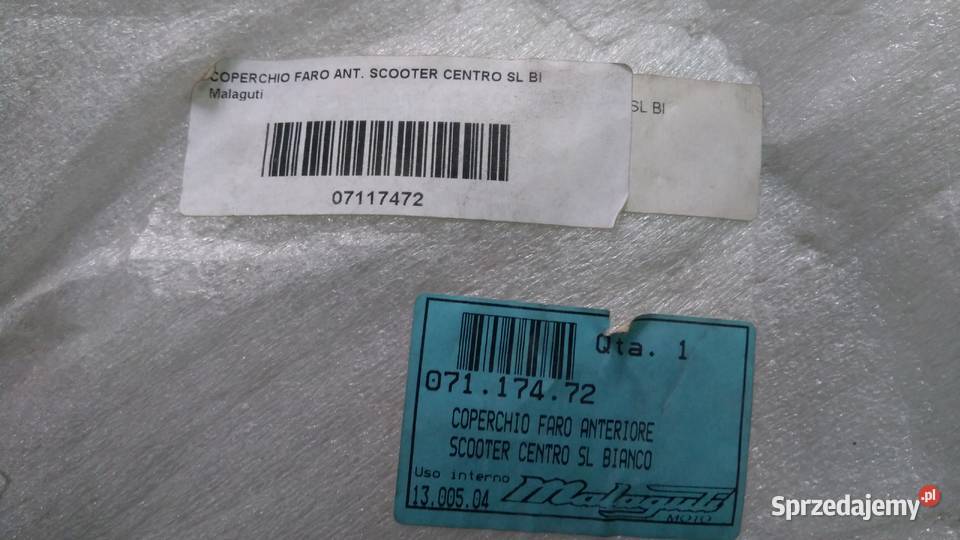 COPERCHIO FARO ANT. SCOOTER CENTRO SL BI
Malaguti
07117472
SL BI
Qta. 1
071.174.72
COPERCHIO FARO ANTERIORE
SCOOTER CENTRO SL BIANCO
Uso interno
13.005.04
Malaguti
MOTO
Sprzedajemy.pl